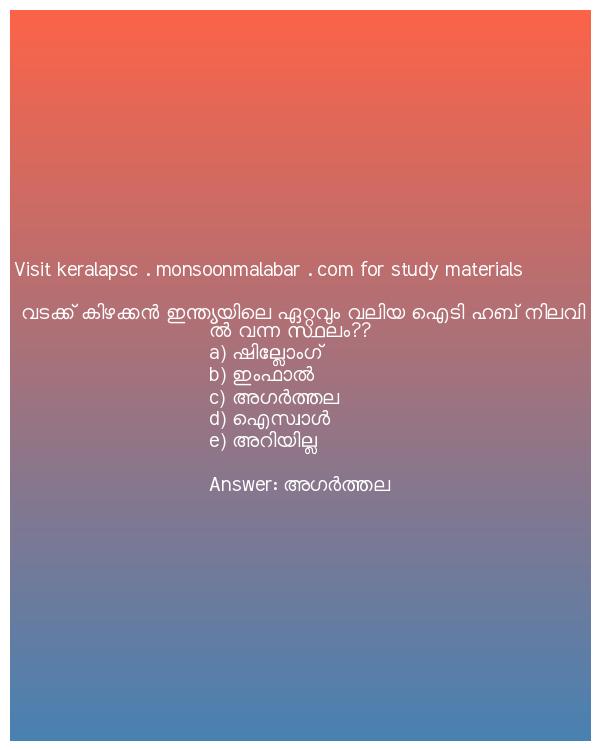 Visit keralapsc . monsoonmalabar . com for study materials
വടക്ക് കിഴക്കൻ ഇന്ത്യയിലെ ഏറ്റവും വലിയ ഐടി ഹബ് നിലവി
ൽ വന്ന സ്ഥലം??
a) ഷില്ലോംഗ്
b) ഇംഫാൽ
c) അഗർത്തല
d) ഐസ്വാൾ
e) അറിയില്ല
Answer: അഗർത്തല